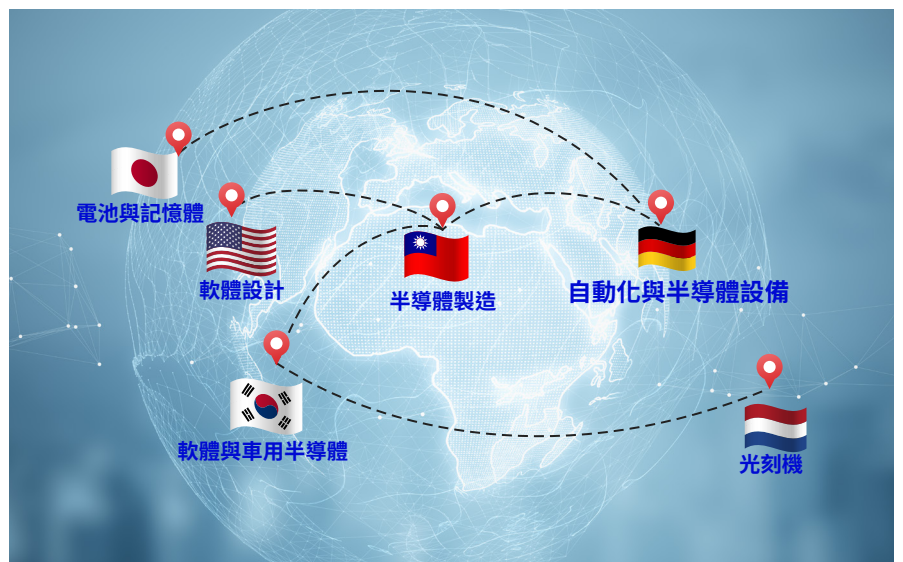 電池與記憶體
軟體設計
半導體製造
自動化與半導體設備
軟體與車用半導體
光刻機